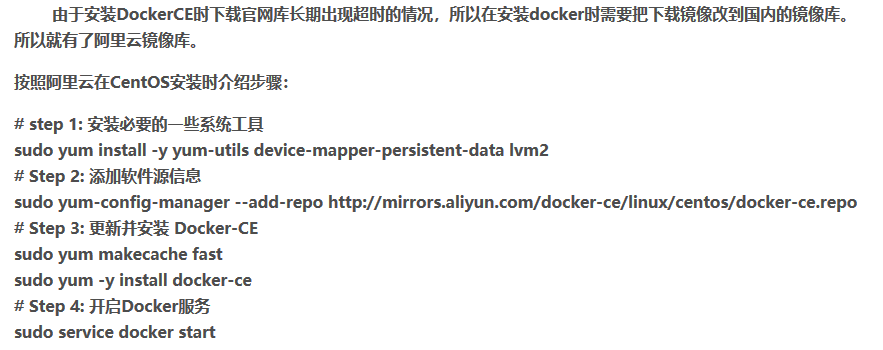 由于安装DockerCE时下载官网库长期出现超时的情况，所以在安装docker时需要把下载镜像改到国内的镜像库。
所以就有了阿里云镜像库。
按照阿里云在CentOS安装时介绍步骤：
# step 1: 安装必要的一些系统工具
sudo yum install -y yum-utils device-mapper-persistent-data lvm2
# Step 2: 添加软件源信息
sudo yum-config-manager --add-repo http://mirrors.aliyun.com/docker-ce/linux/centos/docker-ce.repo
# Step 3: 更新并安装 Docker-CE
sudo yum makecache fast
sudo yum -y install docker-ce
# Step 4: 开启Docker服务
sudo service docker start